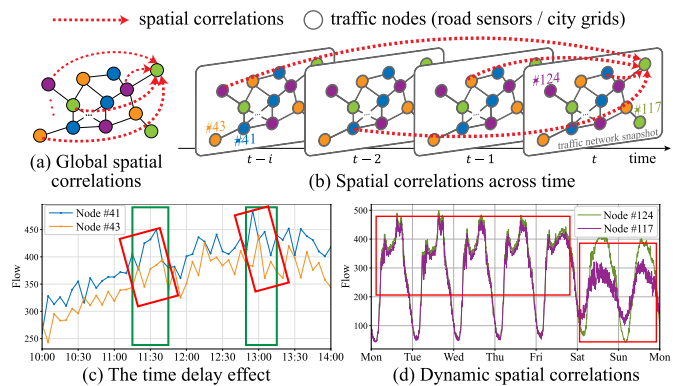 spatial correlations
traffic nodes (road sensors / city grids)
#124
#117
#43
#41
traffic network snapshot
(a) Global spatial
correlations
t − i
t − 2
t − 1
t
time
(b) Spatial correlations across time
Node #41
Node #43
Flow
450
400
350
300
250
10:00
10:30
11:00
11:30
12:00
12:30
13:00
13:30
14:00
(c) The time delay effect
Node #124
Node #117
Flow
500
400
300
200
100
Mon
Tue
Wed
Thu
Fri
Sat
Sun
Mon
(d) Dynamic spatial correlations